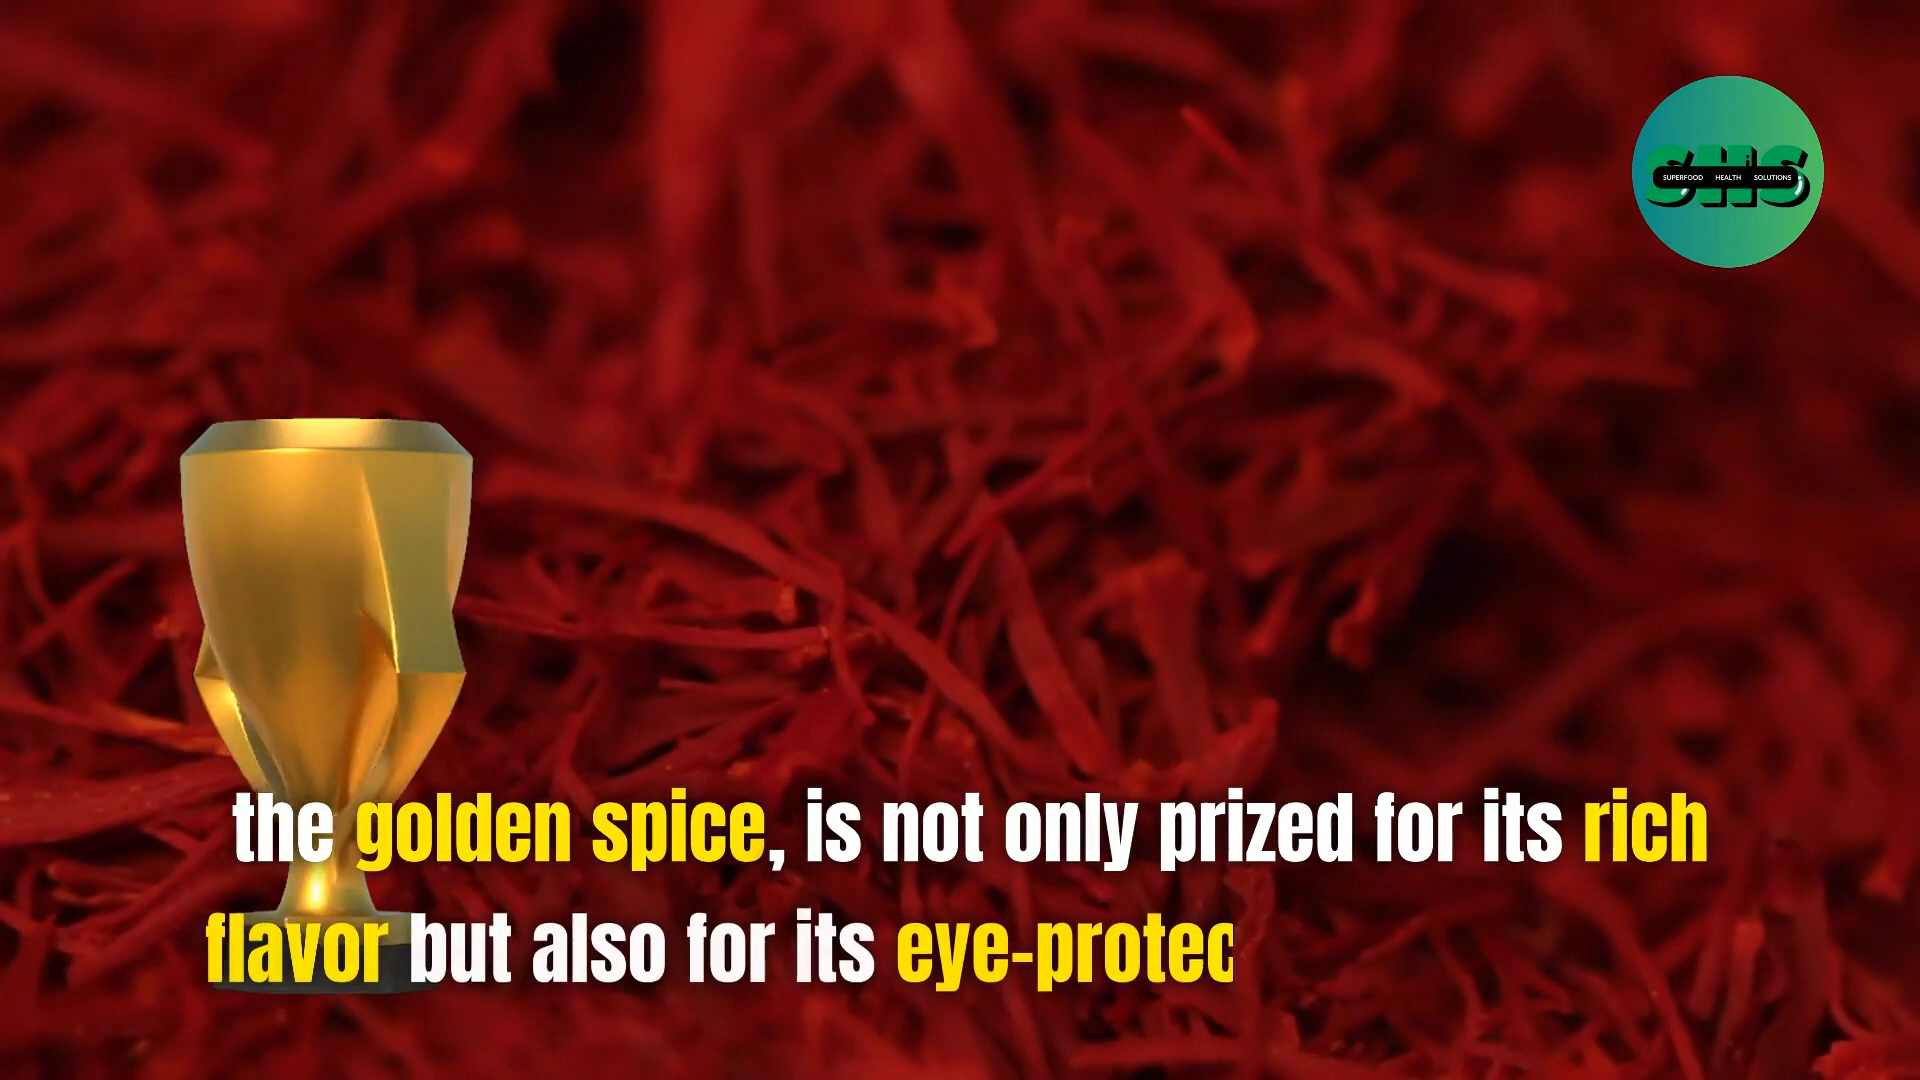 SHS
SUPERFOOD HEALTH SOLUTIONS
the golden spice, is not only prized for its rich
flavor but also for its eye-protec